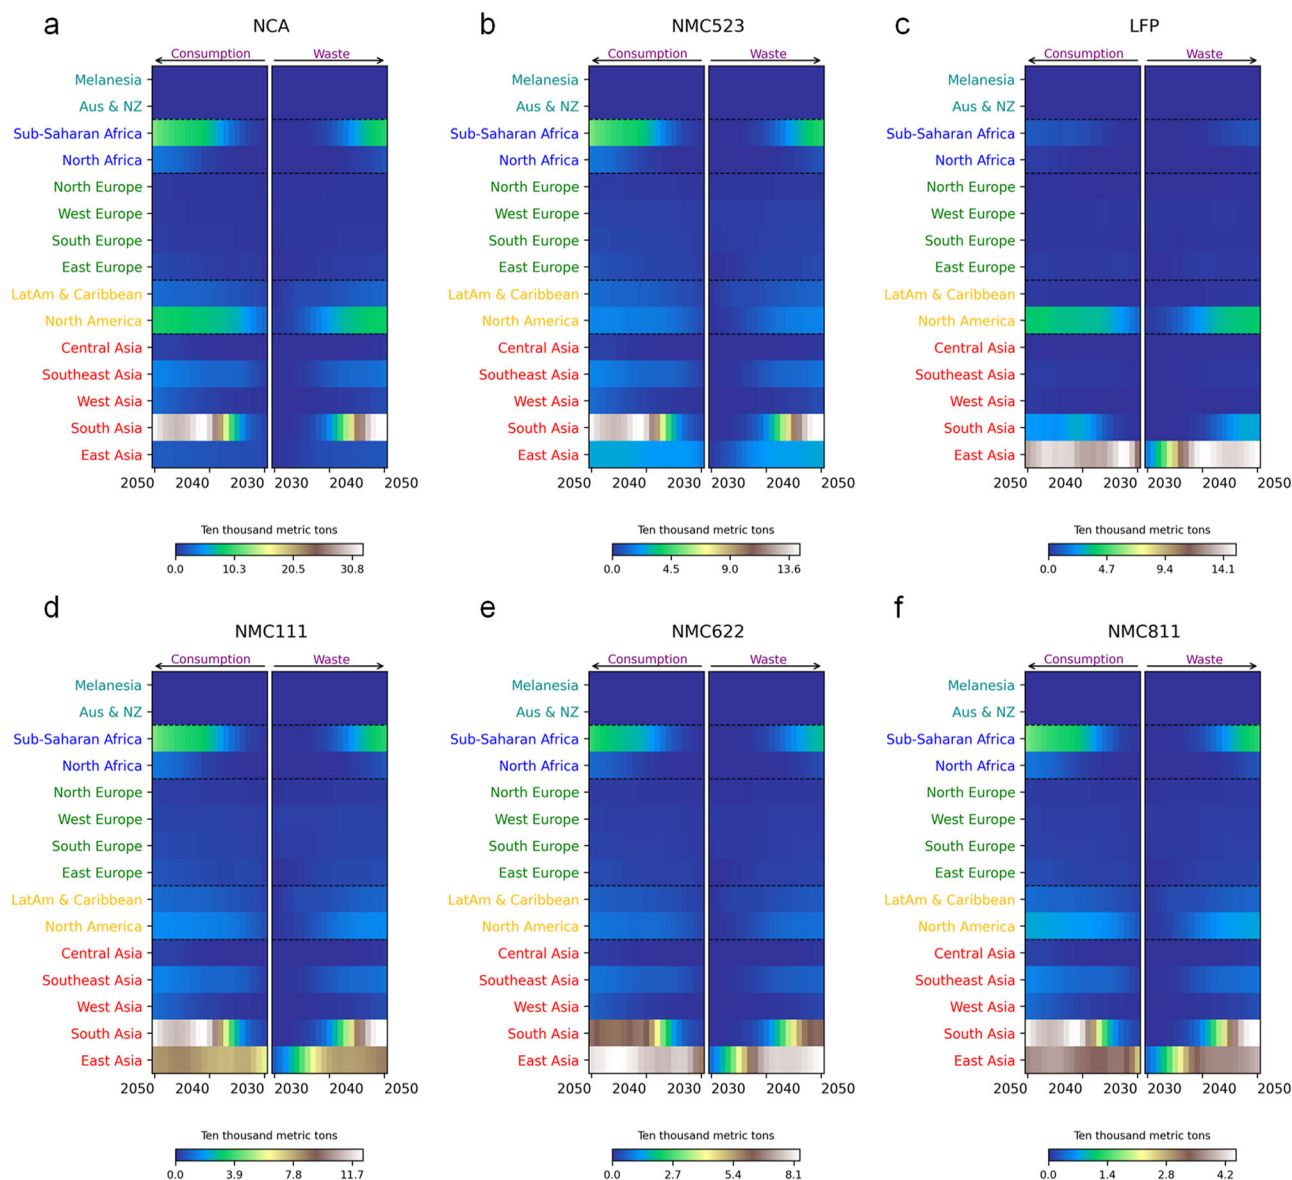 a
NCA
Consumption
Waste
Melanesia
Aus & NZ
Sub-Saharan Africa
North Africa
North Europe
West Europe
South Europe
East Europe
LatAm & Caribbean
North America
Central Asia
Southeast Asia
West Asia
South Asia
East Asia
2050 2040 2030 2030 2040 2050
Ten thousand metric tons
0.0 10.3 20.5 30.8
b
NMC523
Consumption
Waste
Melanesia
Aus & NZ
Sub-Saharan Africa
North Africa
North Europe
West Europe
South Europe
East Europe
LatAm & Caribbean
North America
Central Asia
Southeast Asia
West Asia
South Asia
East Asia
2050 2040 2030 2030 2040 2050
Ten thousand metric tons
0.0 4.5 9.0 13.6
c
LFP
Consumption
Waste
Melanesia
Aus & NZ
Sub-Saharan Africa
North Africa
North Europe
West Europe
South Europe
East Europe
LatAm & Caribbean
North America
Central Asia
Southeast Asia
West Asia
South Asia
East Asia
2050 2040 2030 2030 2040 2050
Ten thousand metric tons
0.0 4.7 9.4 14.1
d
NMC111
Consumption
Waste
Melanesia
Aus & NZ
Sub-Saharan Africa
North Africa
North Europe
West Europe
South Europe
East Europe
LatAm & Caribbean
North America
Central Asia
Southeast Asia
West Asia
South Asia
East Asia
2050 2040 2030 2030 2040 2050
Ten thousand metric tons
0.0 3.9 7.8 11.7
e
NMC622
Consumption
Waste
Melanesia
Aus & NZ
Sub-Saharan Africa
North Africa
North Europe
West Europe
South Europe
East Europe
LatAm & Caribbean
North America
Central Asia
Southeast Asia
West Asia
South Asia
East Asia
2050 2040 2030 2030 2040 2050
Ten thousand metric tons
0.0 2.7 5.4 8.1
f
NMC811
Consumption
Waste
Melanesia
Aus & NZ
Sub-Saharan Africa
North Africa
North Europe
West Europe
South Europe
East Europe
LatAm & Caribbean
North America
Central Asia
Southeast Asia
West Asia
South Asia
East Asia
2050 2040 2030 2030 2040 2050
Ten thousand metric tons
0.0 1.4 2.8 4.2